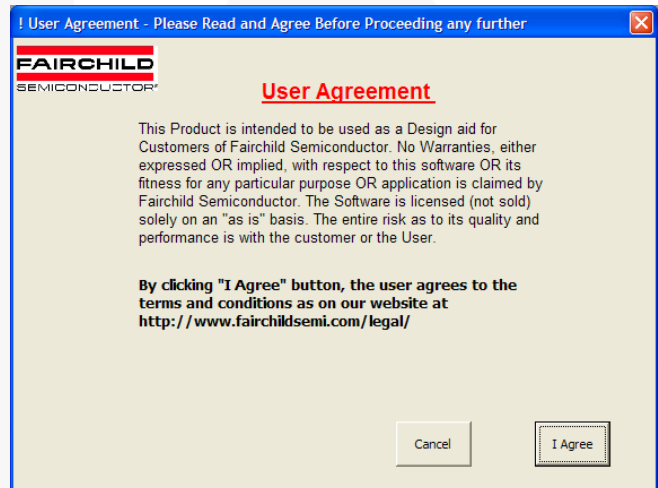 ! User Agreement - Please Read and Agree Before Proceeding any further
FAIRCHILD
SEMICONDUCTOR®
User Agreement
This Product is intended to be used as a Design aid for
Customers of Fairchild Semiconductor. No Warranties, either
expressed OR implied, with respect to this software OR its
fitness for any particular purpose OR application is claimed by
Fairchild Semiconductor. The Software is licensed (not sold)
solely on an "as is" basis. The entire risk as to its quality and
performance is with the customer or the User.
By clicking "I Agree" button, the user agrees to the
terms and conditions as on our website at
http://www.fairchildsemi.com/legal/
Cancel
I Agree